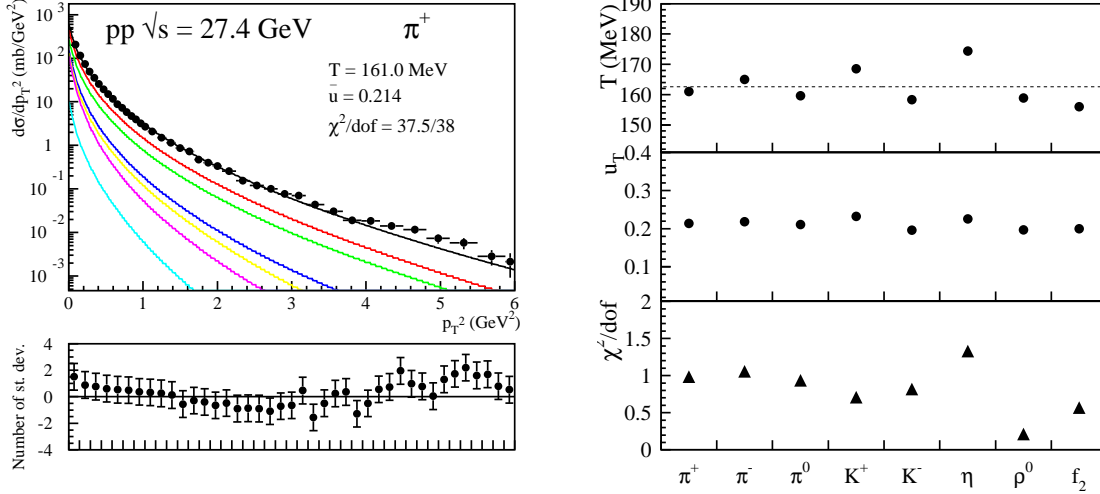 pp √s = 27.4 GeV π⁺
T = 161.0 MeV
ū = 0.214
χ²/dof = 37.5/38
dσ/dp_T² (mb/GeV²)
10³
10²
10
1
10⁻¹
10⁻²
10⁻³
0 1 2 3 4 5 6
p_T² (GeV²)
Number of st. dev.
4
2
0
-2
-4
T (MeV)
190
180
170
160
150
u_T
0.4
0.3
0.2
0.1
χ²/dof
2
1.5
1
0.5
0
π⁺ π⁻ π⁰ K⁺ K⁻ η ρ⁰ f₂